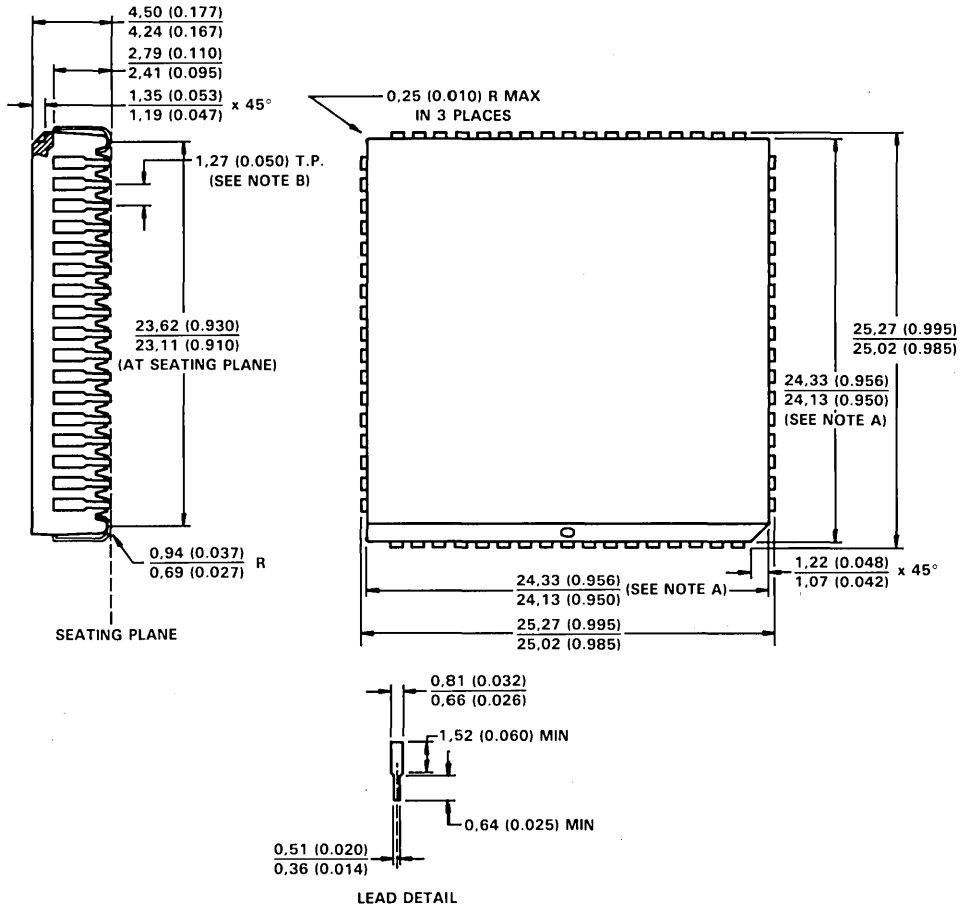 4,50 (0.177)
4,24 (0.167)
2,79 (0.110)
2,41 (0.095)
1,35 (0.053)
1,19 (0.047)
x 45°
0,25 (0.010) R MAX
IN 3 PLACES
1,27 (0.050) T.P.
(SEE NOTE B)
23,62 (0.930)
23,11 (0.910)
(AT SEATING PLANE)
25,27 (0.995)
25,02 (0.985)
24,33 (0.956)
24,13 (0.950)
(SEE NOTE A)
0,94 (0.037)
0,69 (0.027)
R
1,22 (0.048)
1,07 (0.042)
x 45°
24,33 (0.956)
24,13 (0.950)
(SEE NOTE A)
SEATING PLANE
25,27 (0.995)
25,02 (0.985)
0,81 (0.032)
0,66 (0.026)
1,52 (0.060) MIN
0,64 (0.025) MIN
0,51 (0.020)
0,36 (0.014)
LEAD DETAIL